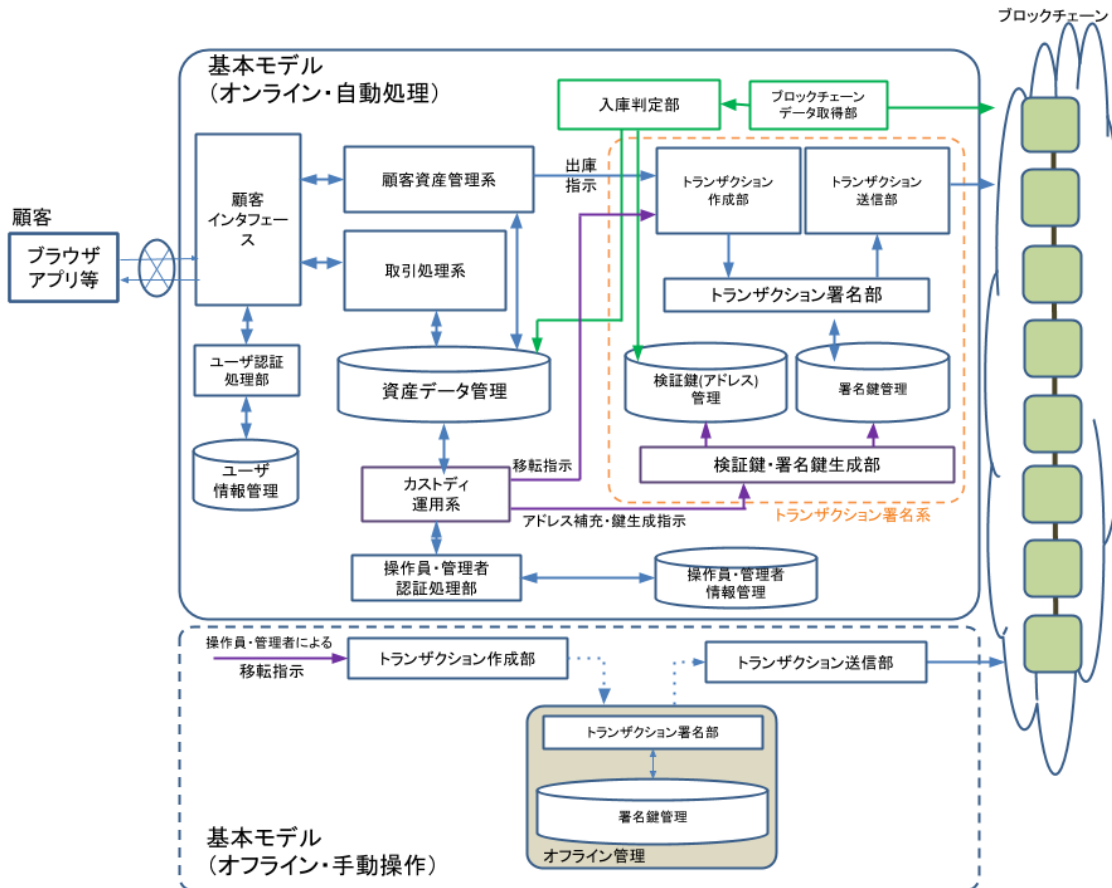 ブロックチェーン
基本モデル
（オンライン・自動処理）
入庫判定部
ブロックチェーン
データ取得部
顧客
インタフェー
ス
顧客資産管理系
出庫
指示
トランザクション
作成部
トランザクション
送信部
顧客
ブラウザ
アプリ等
取引処理系
トランザクション署名部
ユーザ認証
処理部
資産データ管理
検証鍵(アドレス)
管理
署名鍵管理
ユーザ
情報管理
移転指示
カストディ
運用系
検証鍵・署名鍵生成部
アドレス補充・鍵生成指示
トランザクション署名系
操作員・管理者
認証処理部
操作員・管理者
情報管理
操作員・管理者による
移転指示
トランザクション作成部
トランザクション送信部
トランザクション署名部
署名鍵管理
オフライン管理
基本モデル
（オフライン・手動操作）